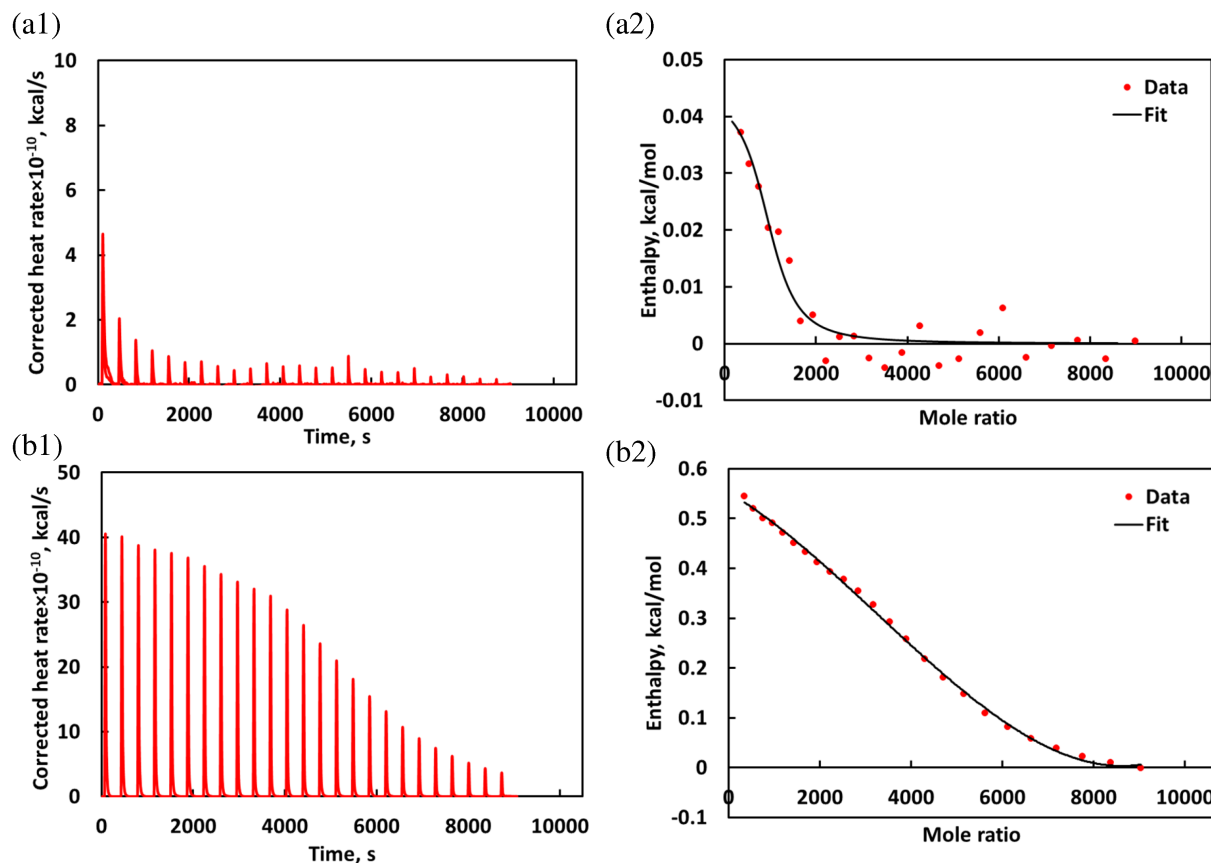 (a1)
10
8
6
4
2
0
0 2000 4000 6000 8000 10000
Corrected heat rate×10⁻¹⁰, kcal/s
Time, s
(a2)
0.05
0.04
0.03
0.02
0.01
0
-0.01
0 2000 4000 6000 8000 10000
Enthalpy, kcal/mol
Mole ratio
Data
Fit
(b1)
50
40
30
20
10
0
0 2000 4000 6000 8000 10000
Corrected heat rate×10⁻¹⁰, kcal/s
Time, s
(b2)
0.6
0.5
0.4
0.3
0.2
0.1
0
-0.1
0 2000 4000 6000 8000 10000
Enthalpy, kcal/mol
Mole ratio
Data
Fit